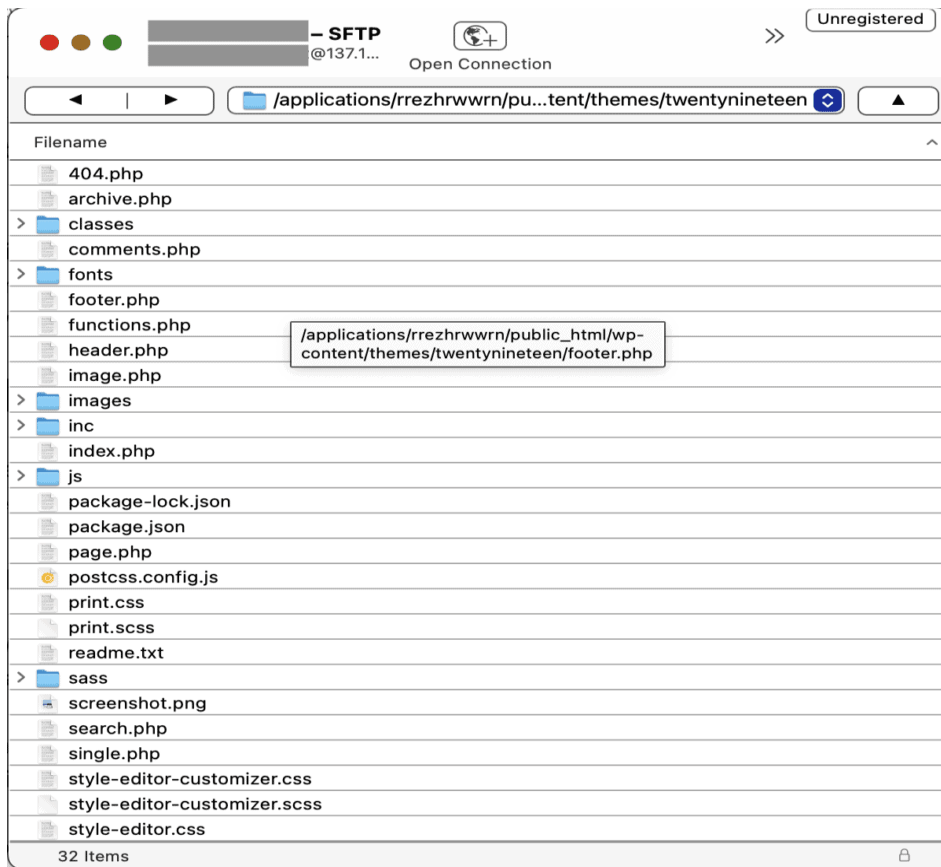 Unregistered
– SFTP
@137.1...
Open Connection
/applications/rrezhrwwrn/pu...tent/themes/twentynineteen
Filename
404.php
archive.php
classes
comments.php
fonts
footer.php
functions.php
/applications/rrezhrwwrn/public_html/wp-
header.php
content/themes/twentynineteen/footer.php
image.php
images
inc
index.php
js
package-lock.json
package.json
page.php
postcss.config.js
print.css
print.scss
readme.txt
sass
screenshot.png
search.php
single.php
style-editor-customizer.css
style-editor-customizer.scss
style-editor.css
32 Items